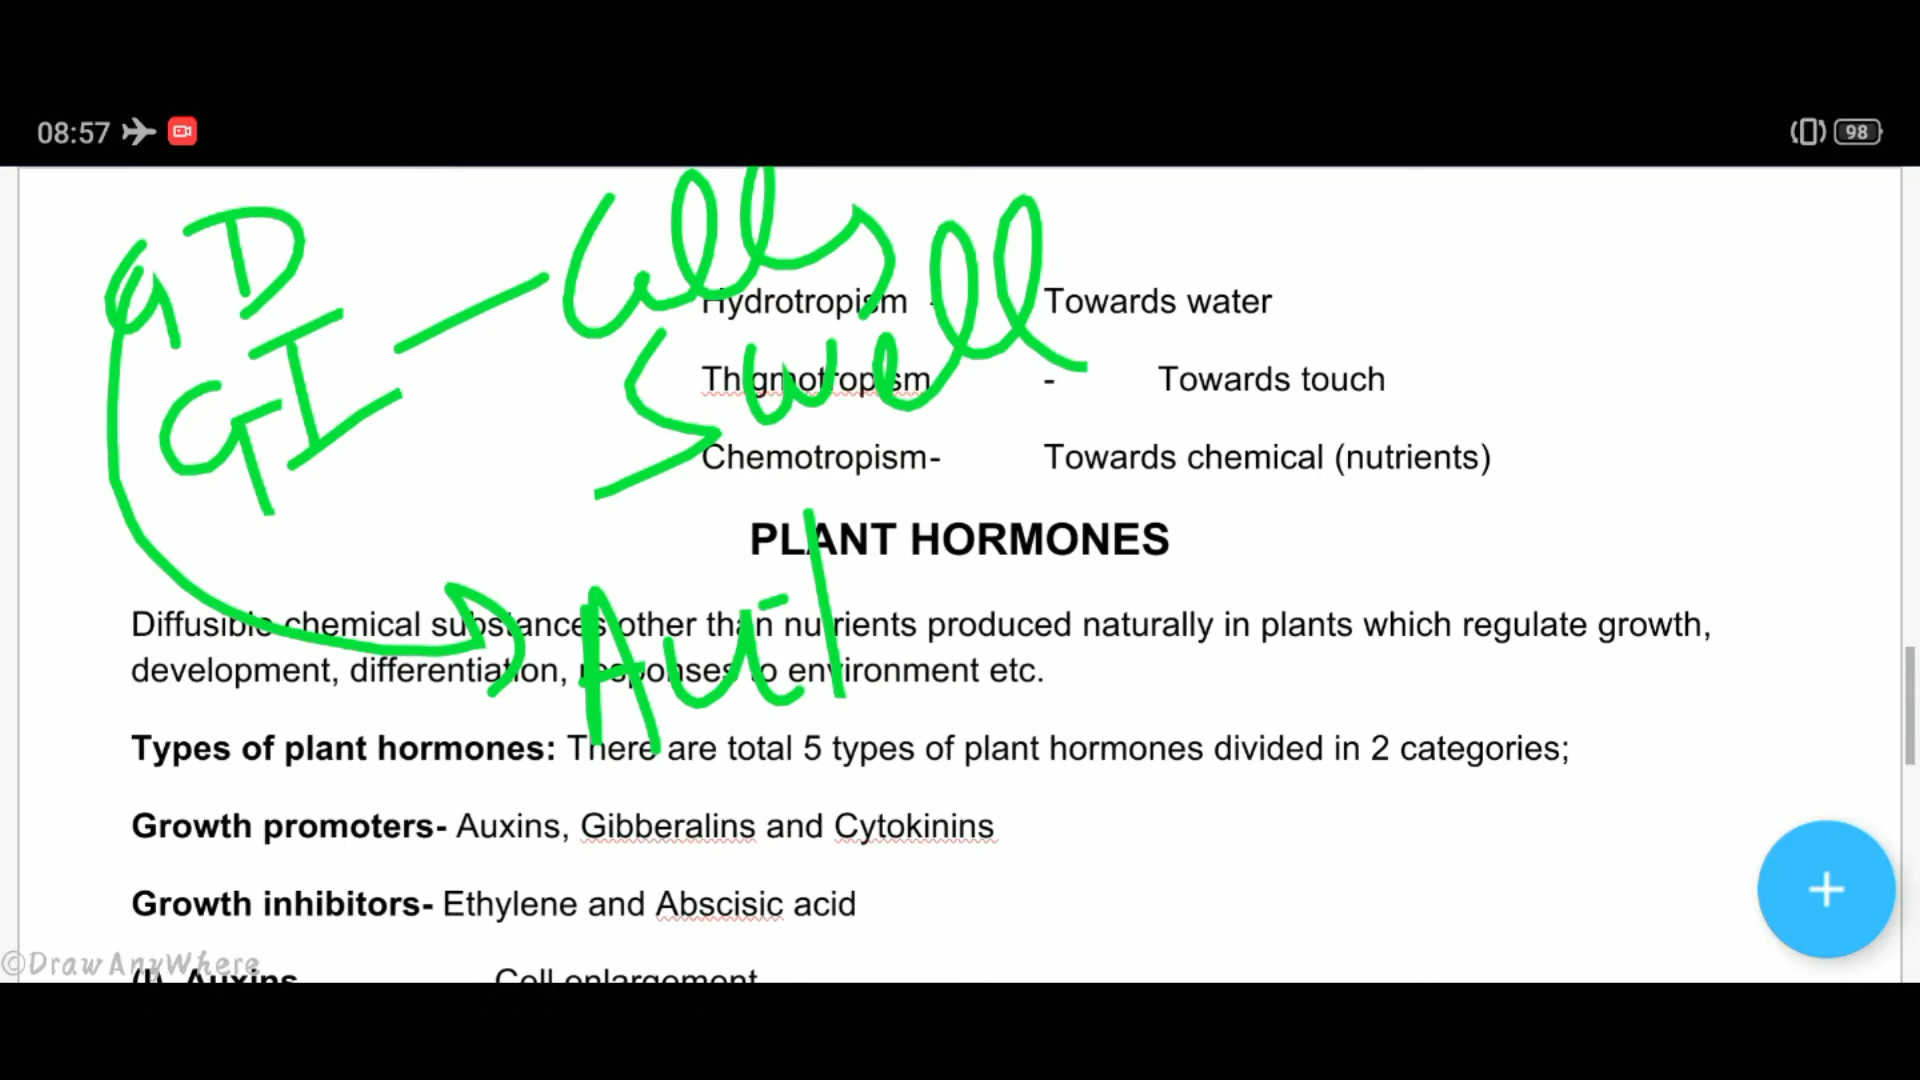 08:57
98
GD
GI - Cells
Swell
Hydrotropism - Towards water
Thigmotropism - Towards touch
Chemotropism- Towards chemical (nutrients)
PLANT HORMONES
Diffusible chemical substances other than nutrients produced naturally in plants which regulate growth,
development, differentiation, responses to environment etc.
Types of plant hormones: There are total 5 types of plant hormones divided in 2 categories;
Growth promoters- Auxins, Gibberalins and Cytokinins
Growth inhibitors- Ethylene and Abscisic acid
©DrawAnyWhere
(I) Auxins Cell enlargement